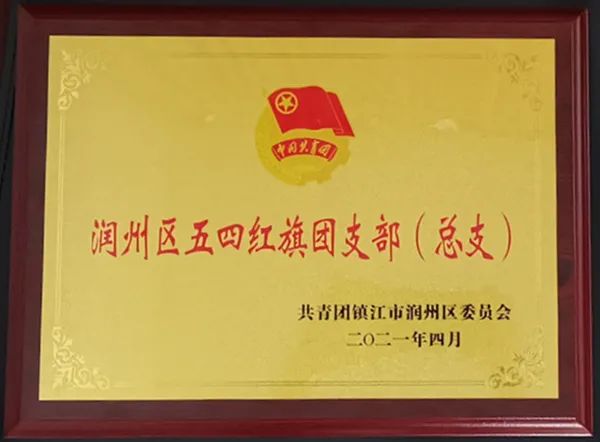 中国共青团
润州区五四红旗团支部（总支）
共青团镇江市润州区委员会
二〇二一年四月